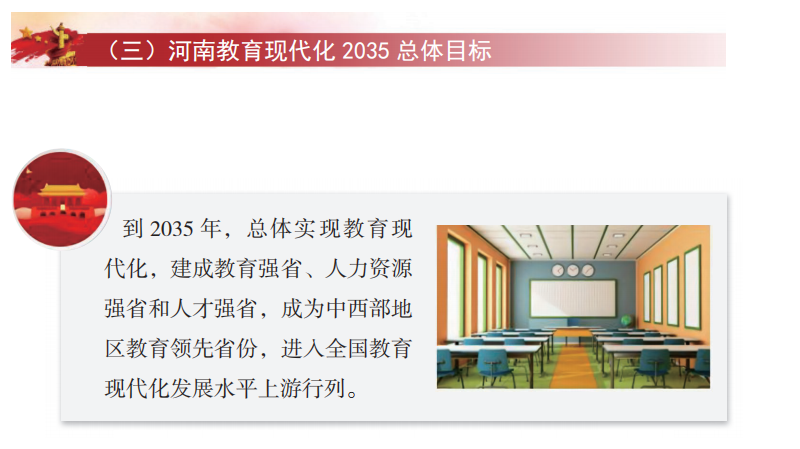 （三）河南教育现代化 2035 总体目标
到 2035 年，总体实现教育现
代化，建成教育强省、人力资源
强省和人才强省，成为中西部地
区教育领先省份，进入全国教育
现代化发展水平上游行列。